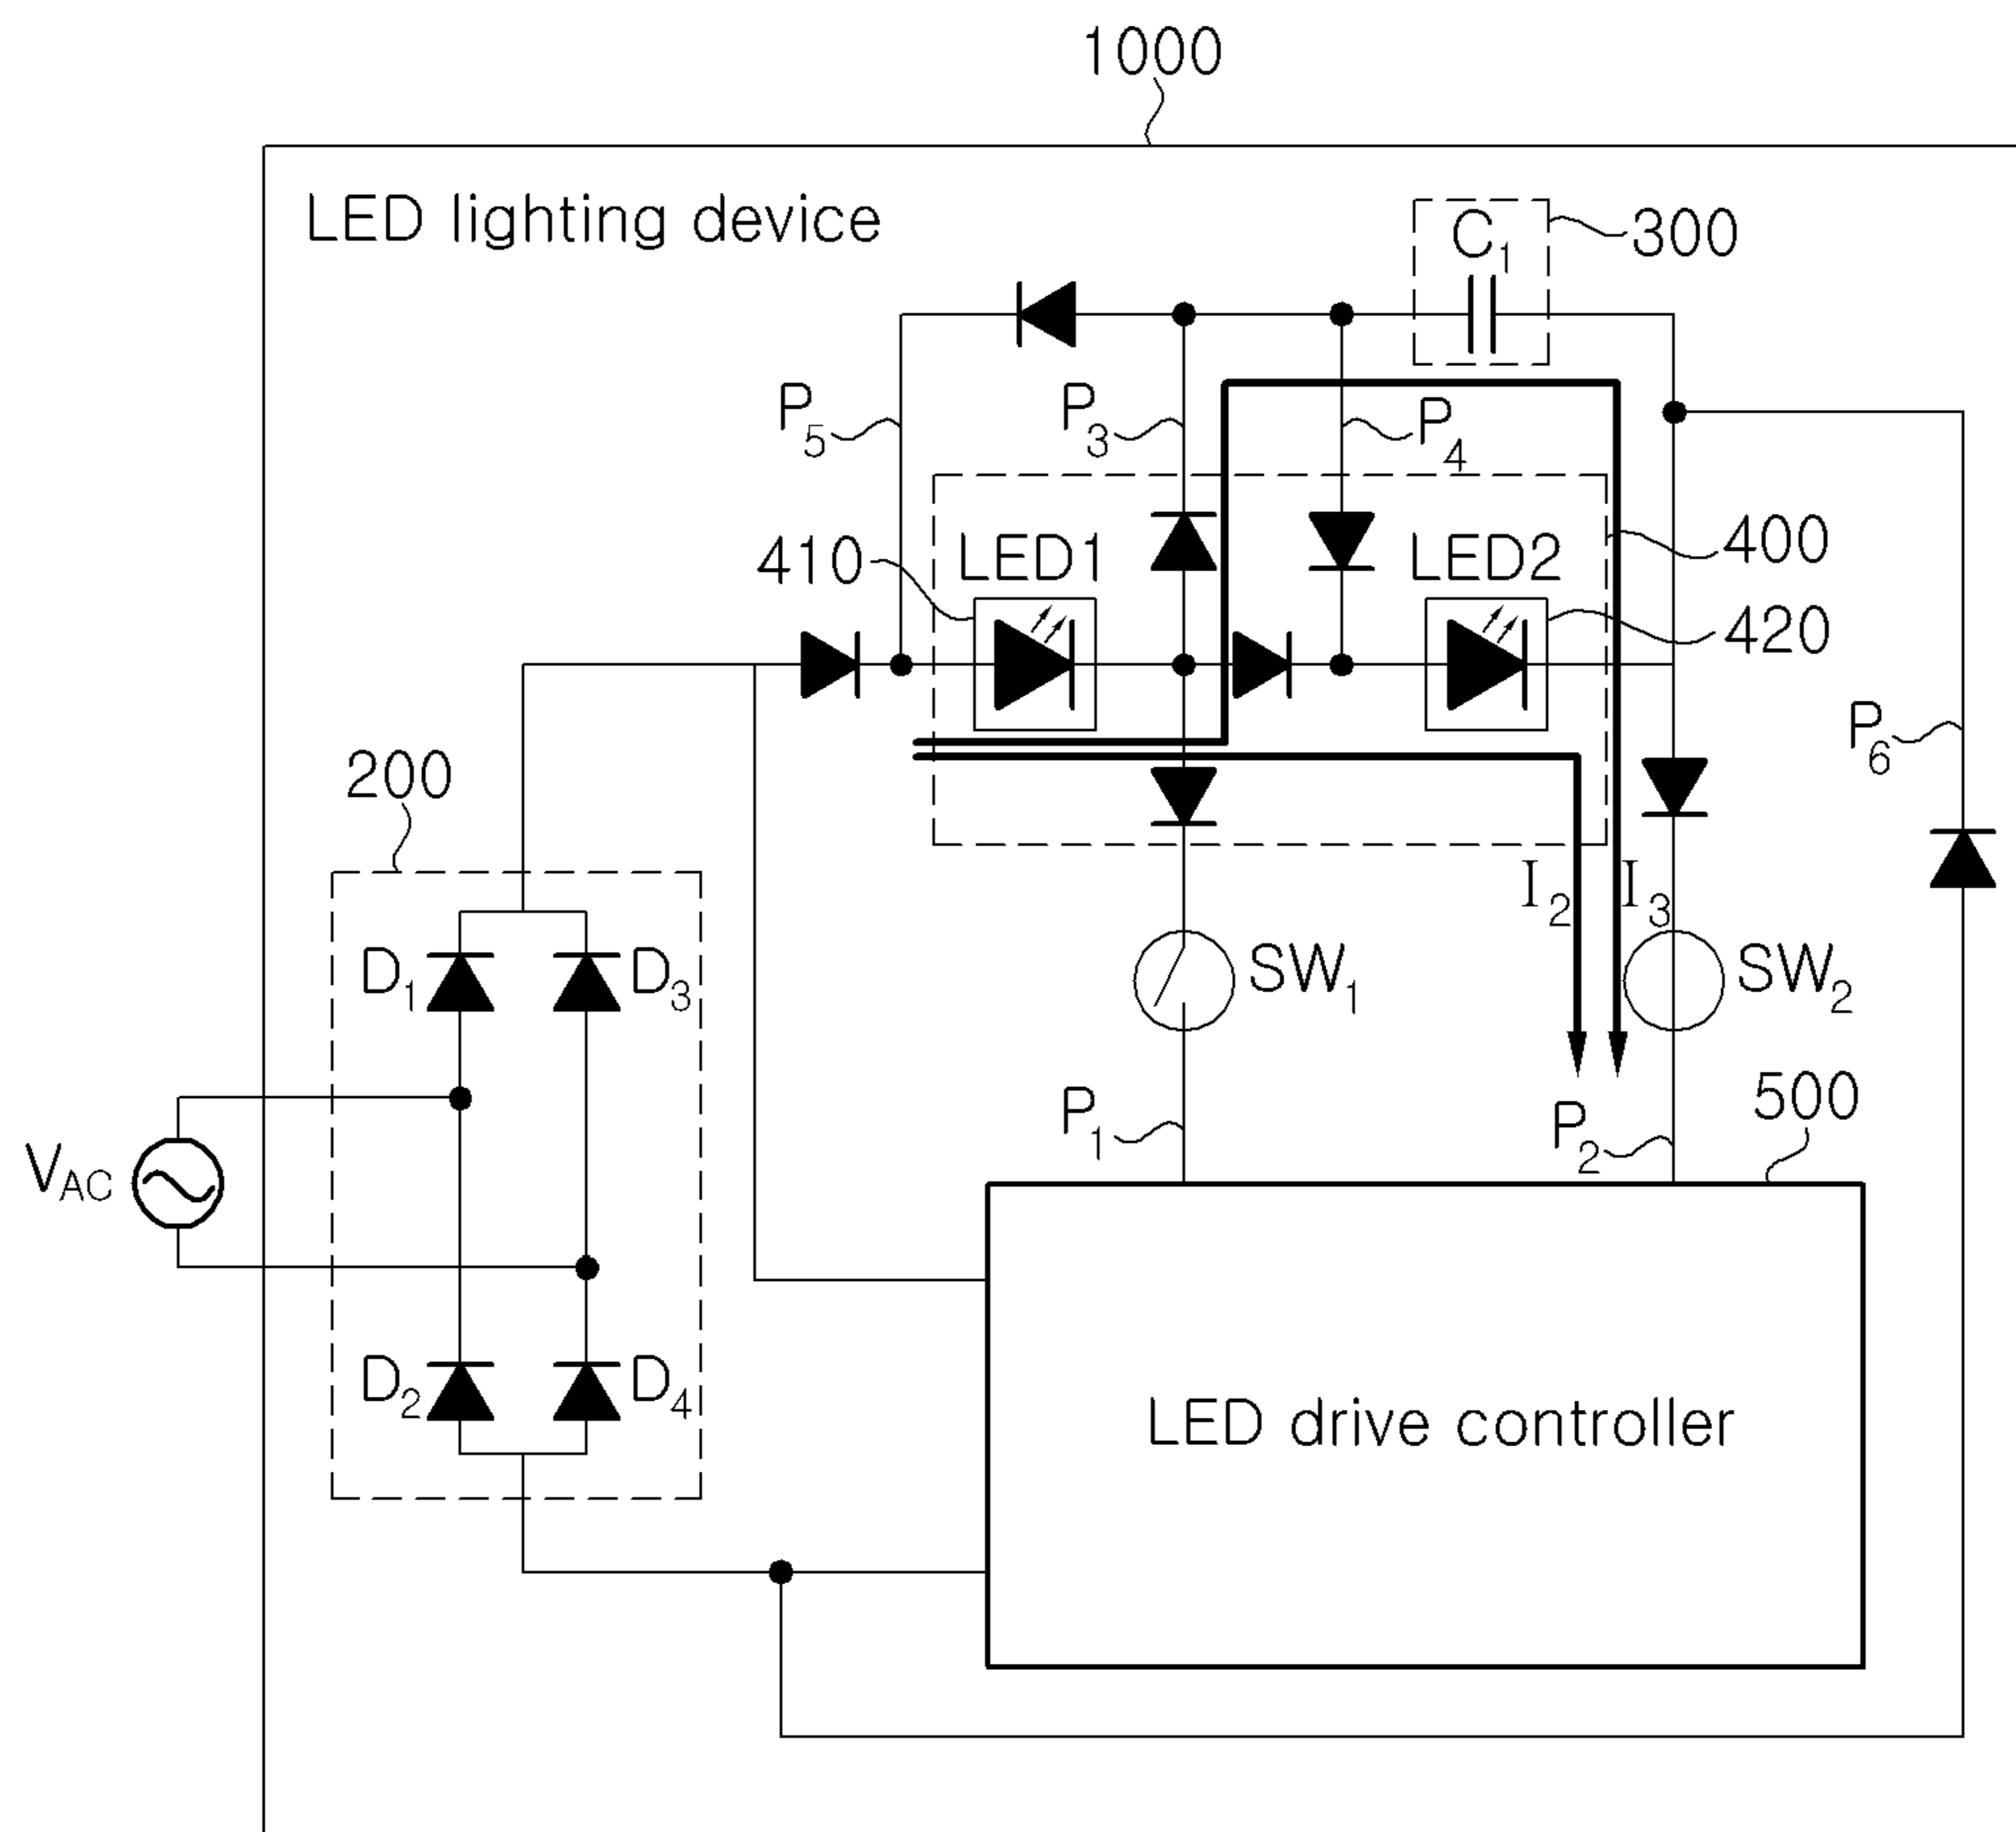 1000
LED lighting device
C1
300
P5
P3
P4
410
LED1
LED2
400
420
200
P6
I2
I3
D1
D3
SW1
SW2
P1
P2
500
VAC
D2
D4
LED drive controller